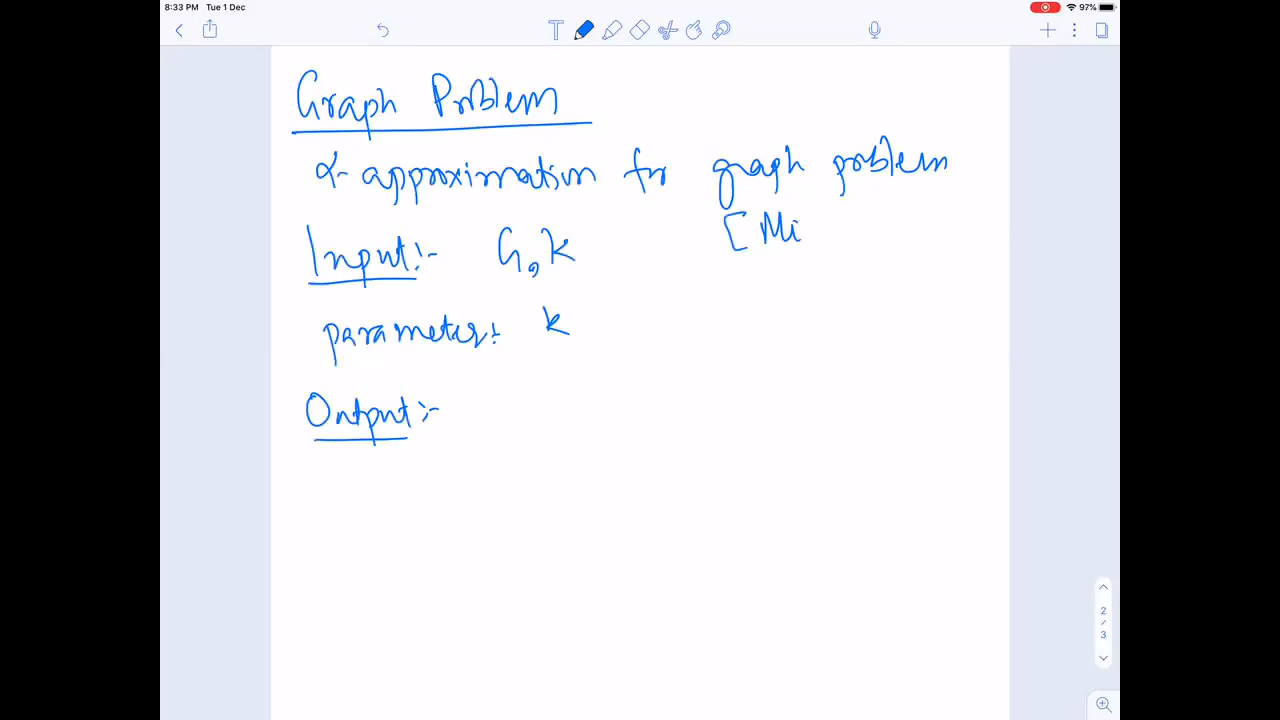 8:33 PM Tue 1 Dec
97%
Graph Problem
α-approximation for graph problem
[ Mi
Input:- G, k
parameter: k
Output:-
2
/
3